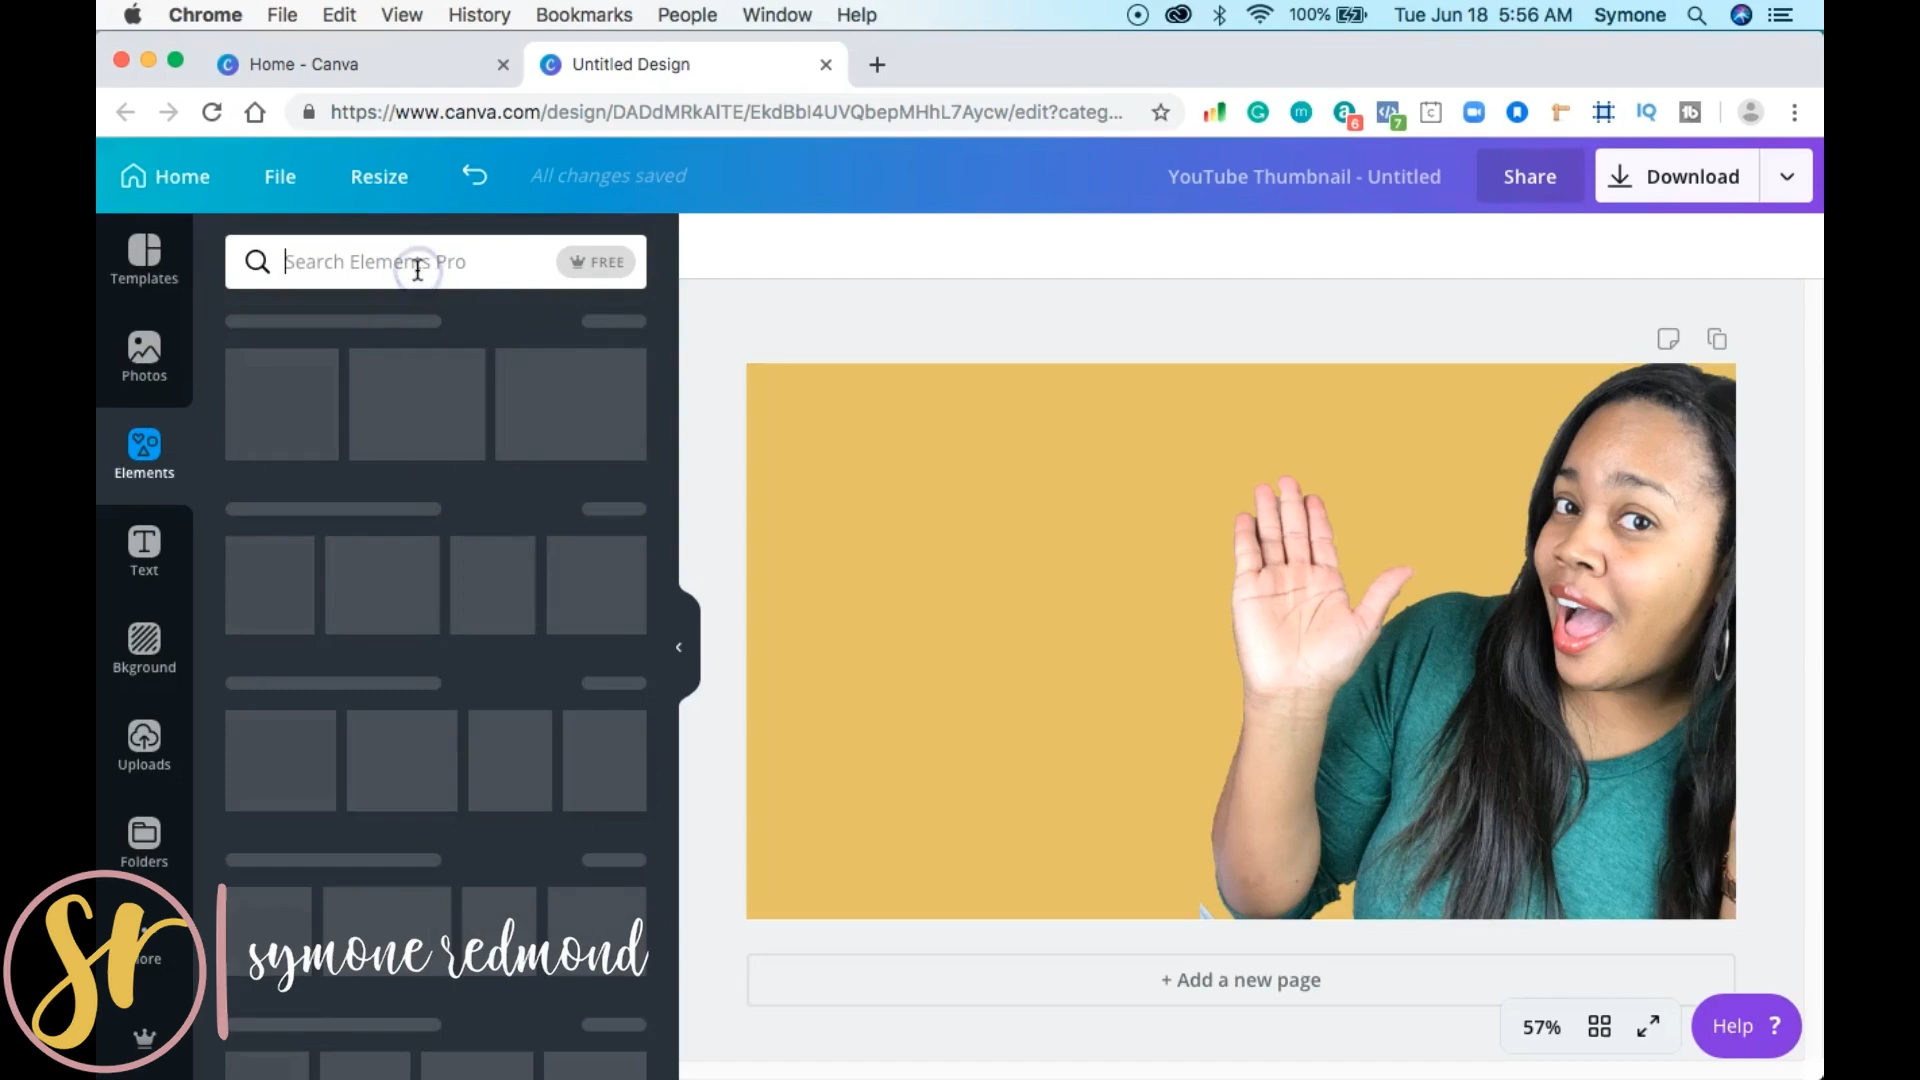 Chrome File Edit View History Bookmarks People Window Help 100% Tue Jun 18 5:56 AM Symone
Home - Canva
Untitled Design
https://www.canva.com/design/DADdMRkAlTE/EkdBbI4UVQbepMHhL7Aycw/edit?categ...
6
7
Home File Resize All changes saved YouTube Thumbnail - Untitled Share Download
Search Elements Pro FREE
Templates
Photos
Elements
Text
Bkground
Uploads
Folders
sr
symone redmond
+ Add a new page
57%
Help ?